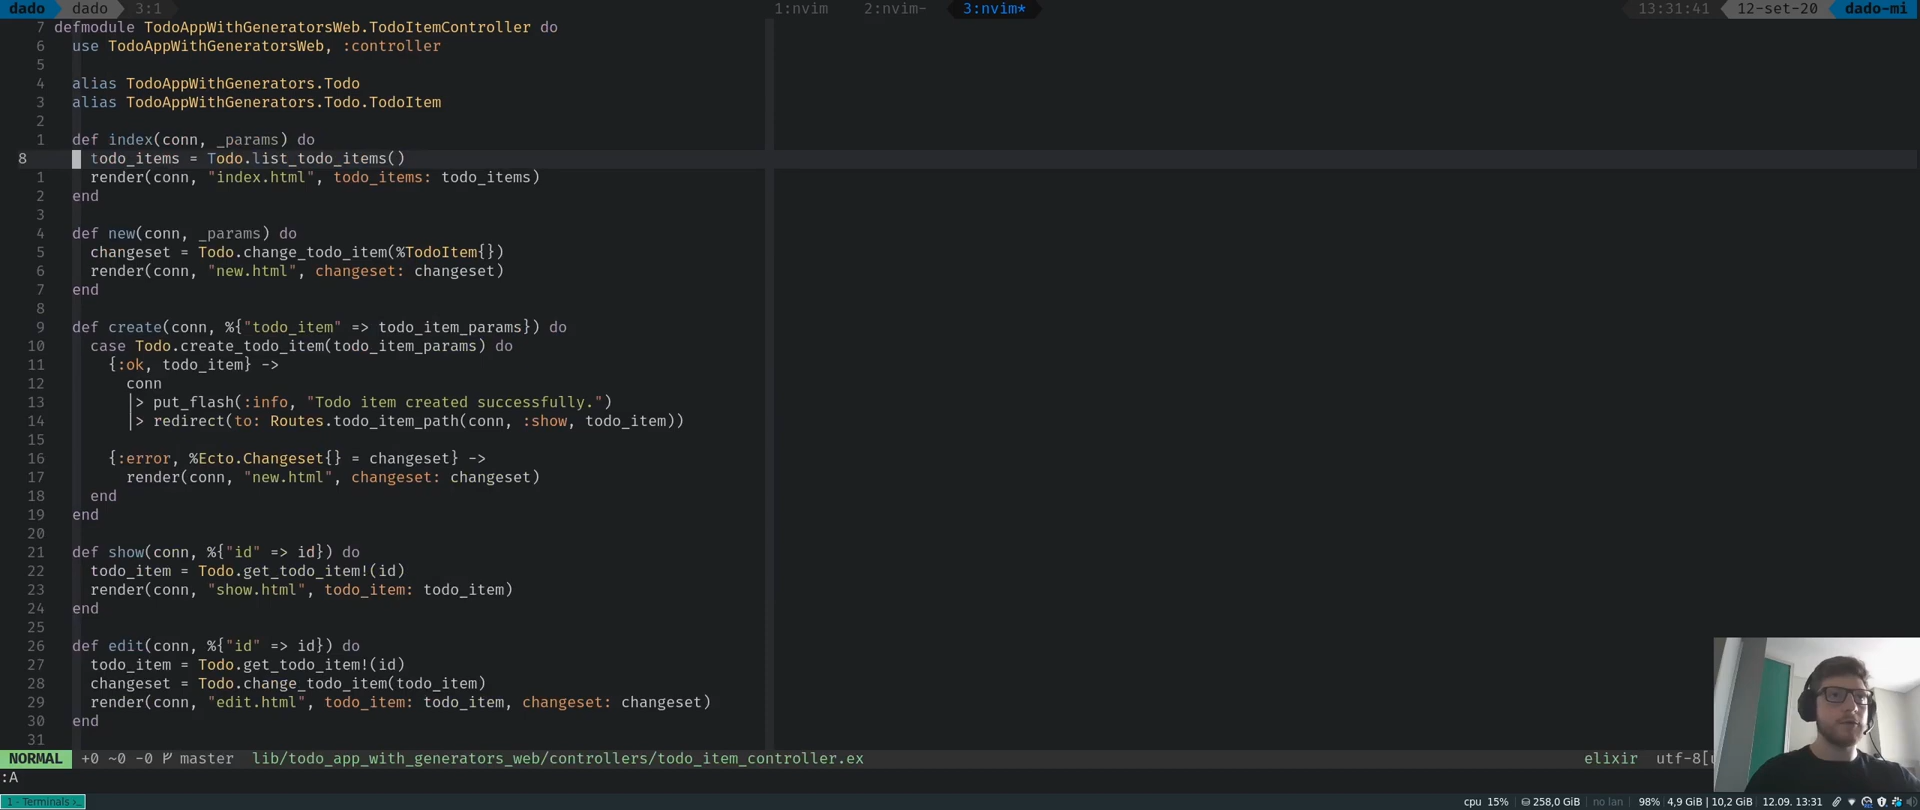 dado dado 3:1 1:nvim 2:nvim- 3:nvim* 13:31:41 12-set-20 dado-mi
7 defmodule TodoAppWithGeneratorsWeb.TodoItemController do
6 use TodoAppWithGeneratorsWeb, :controller
5
4 alias TodoAppWithGenerators.Todo
3 alias TodoAppWithGenerators.Todo.TodoItem
2
1 def index(conn, _params) do
8 todo_items = Todo.list_todo_items()
1 render(conn, "index.html", todo_items: todo_items)
2 end
3
4 def new(conn, _params) do
5 changeset = Todo.change_todo_item(%TodoItem{})
6 render(conn, "new.html", changeset: changeset)
7 end
8
9 def create(conn, %{"todo_item" => todo_item_params}) do
10 case Todo.create_todo_item(todo_item_params) do
11 {:ok, todo_item} ->
12 conn
13 |> put_flash(:info, "Todo item created successfully.")
14 |> redirect(to: Routes.todo_item_path(conn, :show, todo_item))
15
16 {:error, %Ecto.Changeset{} = changeset} ->
17 render(conn, "new.html", changeset: changeset)
18 end
19 end
20
21 def show(conn, %{"id" => id}) do
22 todo_item = Todo.get_todo_item!(id)
23 render(conn, "show.html", todo_item: todo_item)
24 end
25
26 def edit(conn, %{"id" => id}) do
27 todo_item = Todo.get_todo_item!(id)
28 changeset = Todo.change_todo_item(todo_item)
29 render(conn, "edit.html", todo_item: todo_item, changeset: changeset)
30 end
31
NORMAL +0 ~0 -0 master lib/todo_app_with_generators_web/controllers/todo_item_controller.ex elixir utf-8[
:A
1 - Terminals cpu 15% 258,0 GiB no lan 98% 4,9 GiB | 10,2 GiB 12.09. 13:31